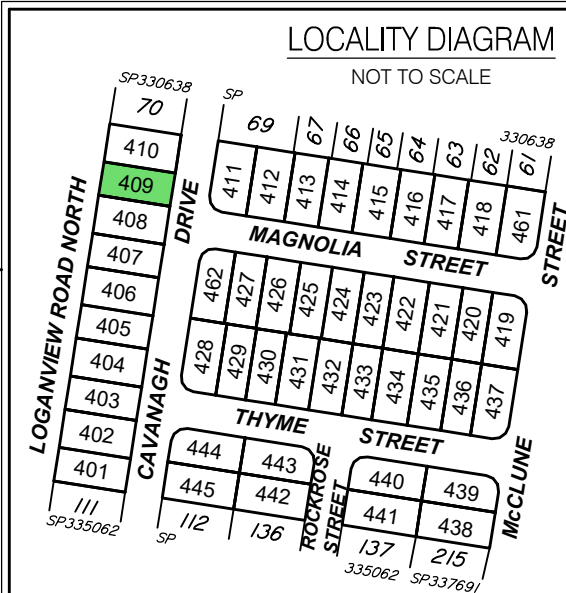 LOCALITY DIAGRAM
NOT TO SCALE
SP330638
70
410
409
408
407
406
405
404
403
402
401
111
SP335062
LOGANVIEW ROAD NORTH
CAVANAGH DRIVE
SP 330638
69 67 66 65 64 63 62 61
411 412 413 414 415 416 417 418 461
MAGNOLIA STREET
462 427 426 425 424 423 422 421 420 419
428 429 430 431 432 433 434 435 436 437
THYME STREET
McCLUNE STREET
444 443
445 442
112 136
SP 335062
ROCKROSE
STREET
440 439
441 438
137 215
SP337691